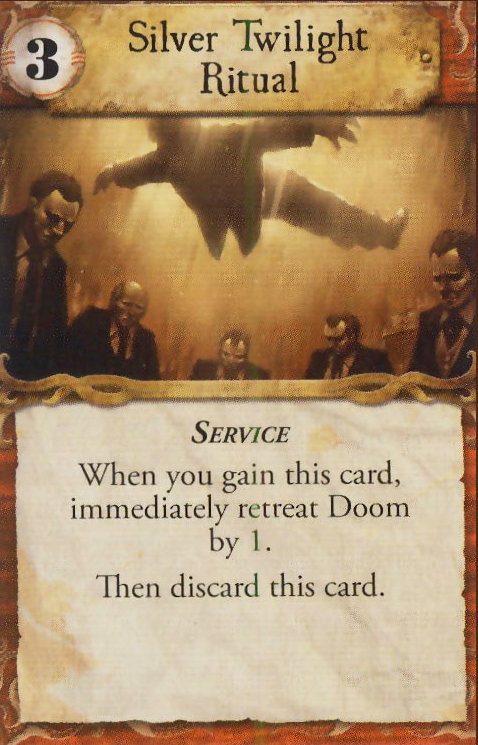 3
Silver Twilight
Ritual
SERVICE
When you gain this card,
immediately retreat Doom
by 1.
Then discard this card.